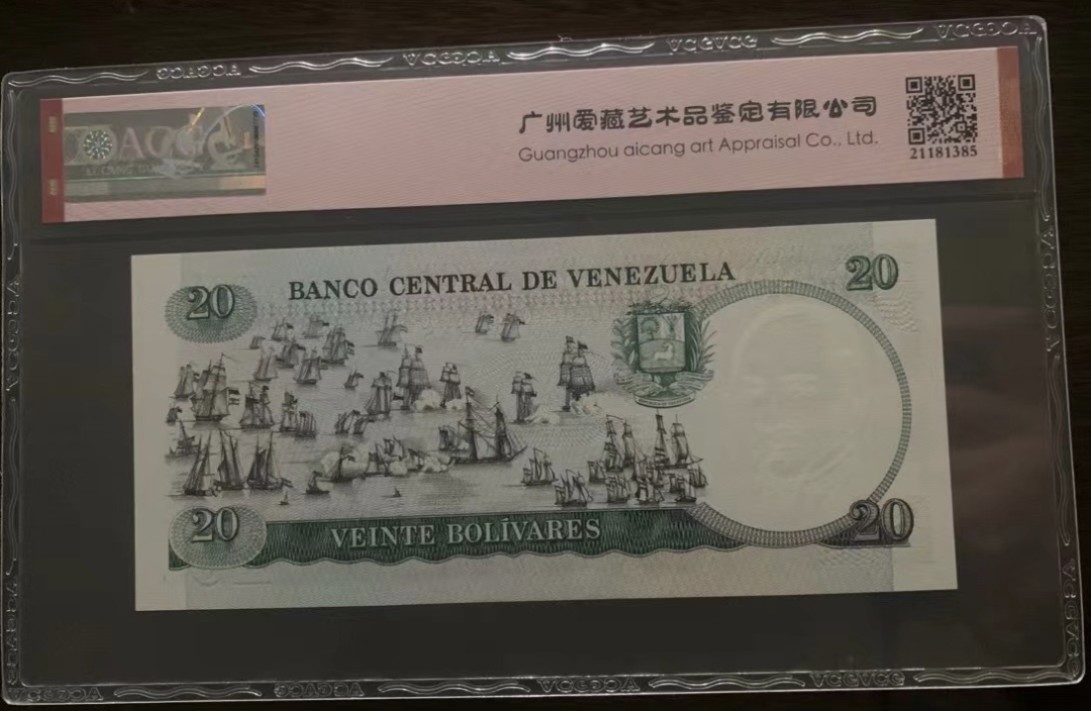 广州爱藏艺术品鉴定有限公司
Guangzhou aicang art Appraisal Co., Ltd.
21181385
BANCO CENTRAL DE VENEZUELA
20
20
20
VEINTE BOLÍVARES
20